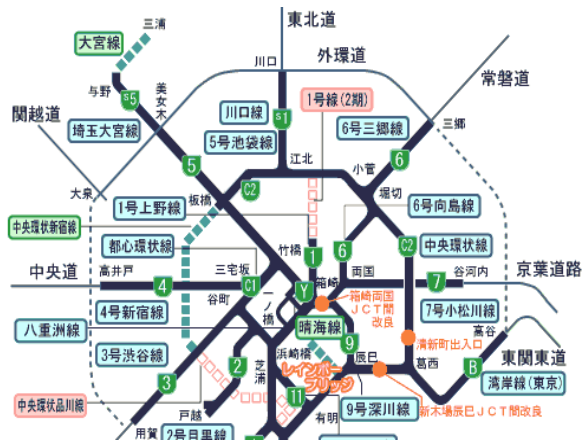 東北道
三浦
大宮線
川口
外環道
常磐道
与野
S5
美女木
関越道
川口線
S1
1号線(2期)
5号池袋線
6号三郷線
三郷
埼玉大宮線
5
江北
小菅
6
大泉
板橋
C2
堀切
1号上野線
6号向島線
中央環状新宿線
都心環状線
竹橋
1
6
C2
中央環状線
中央道
高井戸
三宅坂
両国
谷河内
京葉道路
4
C1
Y
箱崎
7
谷町
一ノ橋
箱崎両国
JCT間
改良
4号新宿線
7号小松川線
八重洲線
晴海線
高谷
浜崎橋
9
清新町出入口
東関東道
3号渋谷線
2
芝浦
レインボー
ブリッジ
辰巳
葛西
B
湾岸線(東京)
3
11
中央環状品川線
戸越
有明
9号深川線
新木場辰巳JCT間改良
用賀
2号目黒線